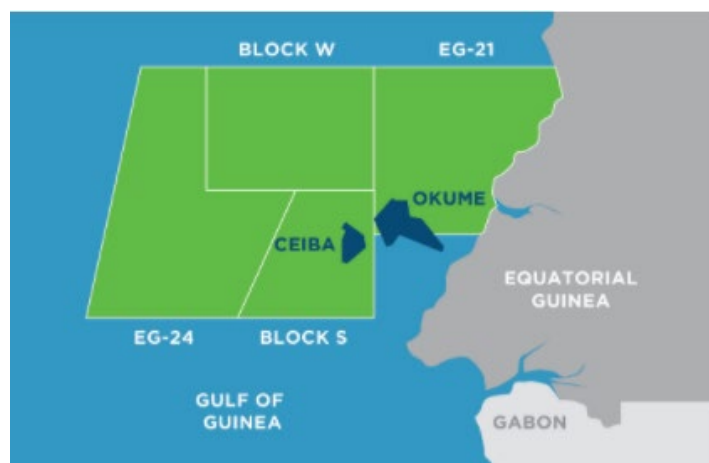 BLOCK W
EG-21
OKUME
CEIBA
EQUATORIAL
GUINEA
EG-24
BLOCK S
GULF OF
GUINEA
GABON